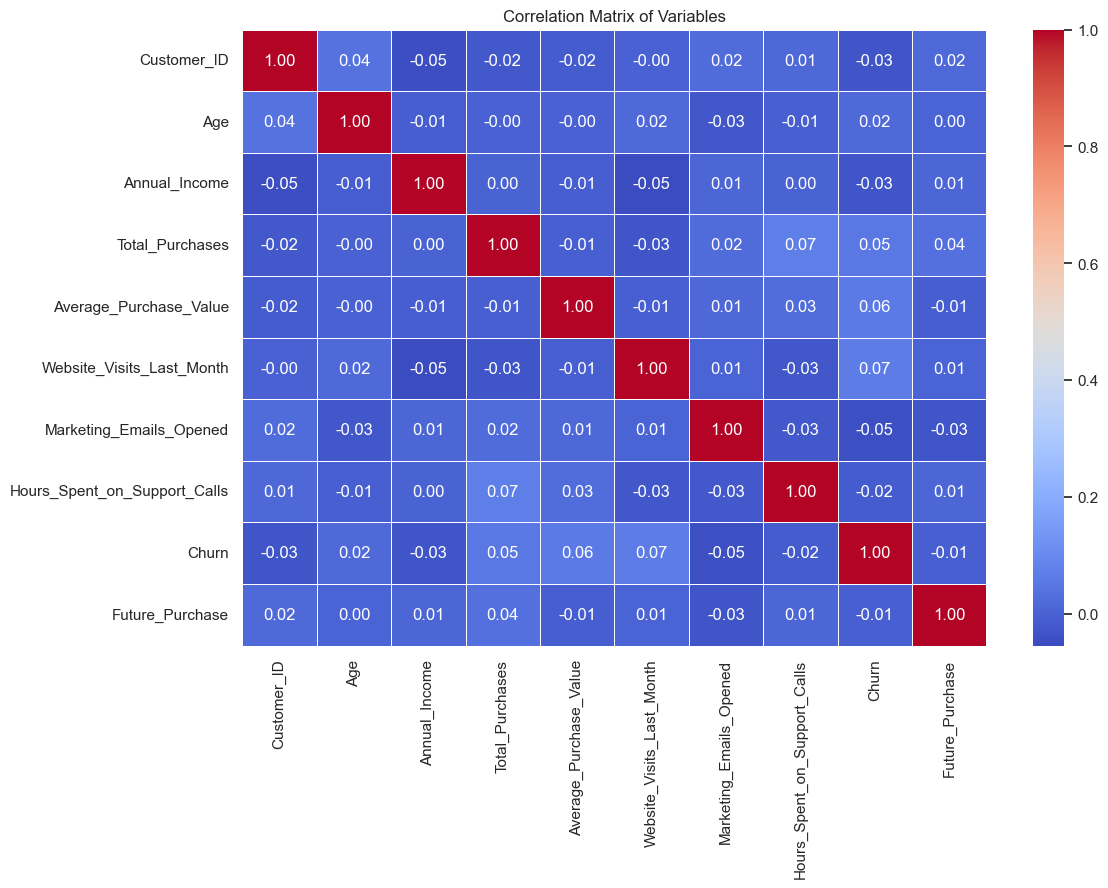 Correlation Matrix of Variables
Customer_ID 1.00 0.04 -0.05 -0.02 -0.02 -0.00 0.02 0.01 -0.03 0.02
Age 0.04 1.00 -0.01 -0.00 -0.00 0.02 -0.03 -0.01 0.02 0.00
Annual_Income -0.05 -0.01 1.00 0.00 -0.01 -0.05 0.01 0.00 -0.03 0.01
Total_Purchases -0.02 -0.00 0.00 1.00 -0.01 -0.03 0.02 0.07 0.05 0.04
Average_Purchase_Value -0.02 -0.00 -0.01 -0.01 1.00 -0.01 0.01 0.03 0.06 -0.01
Website_Visits_Last_Month -0.00 0.02 -0.05 -0.03 -0.01 1.00 0.01 -0.03 0.07 0.01
Marketing_Emails_Opened 0.02 -0.03 0.01 0.02 0.01 0.01 1.00 -0.03 -0.05 -0.03
Hours_Spent_on_Support_Calls 0.01 -0.01 0.00 0.07 0.03 -0.03 -0.03 1.00 -0.02 0.01
Churn -0.03 0.02 -0.03 0.05 0.06 0.07 -0.05 -0.02 1.00 -0.01
Future_Purchase 0.02 0.00 0.01 0.04 -0.01 0.01 -0.03 0.01 -0.01 1.00
Customer_ID
Age
Annual_Income
Total_Purchases
Average_Purchase_Value
Website_Visits_Last_Month
Marketing_Emails_Opened
Hours_Spent_on_Support_Calls
Churn
Future_Purchase
1.0
0.8
0.6
0.4
0.2
0.0